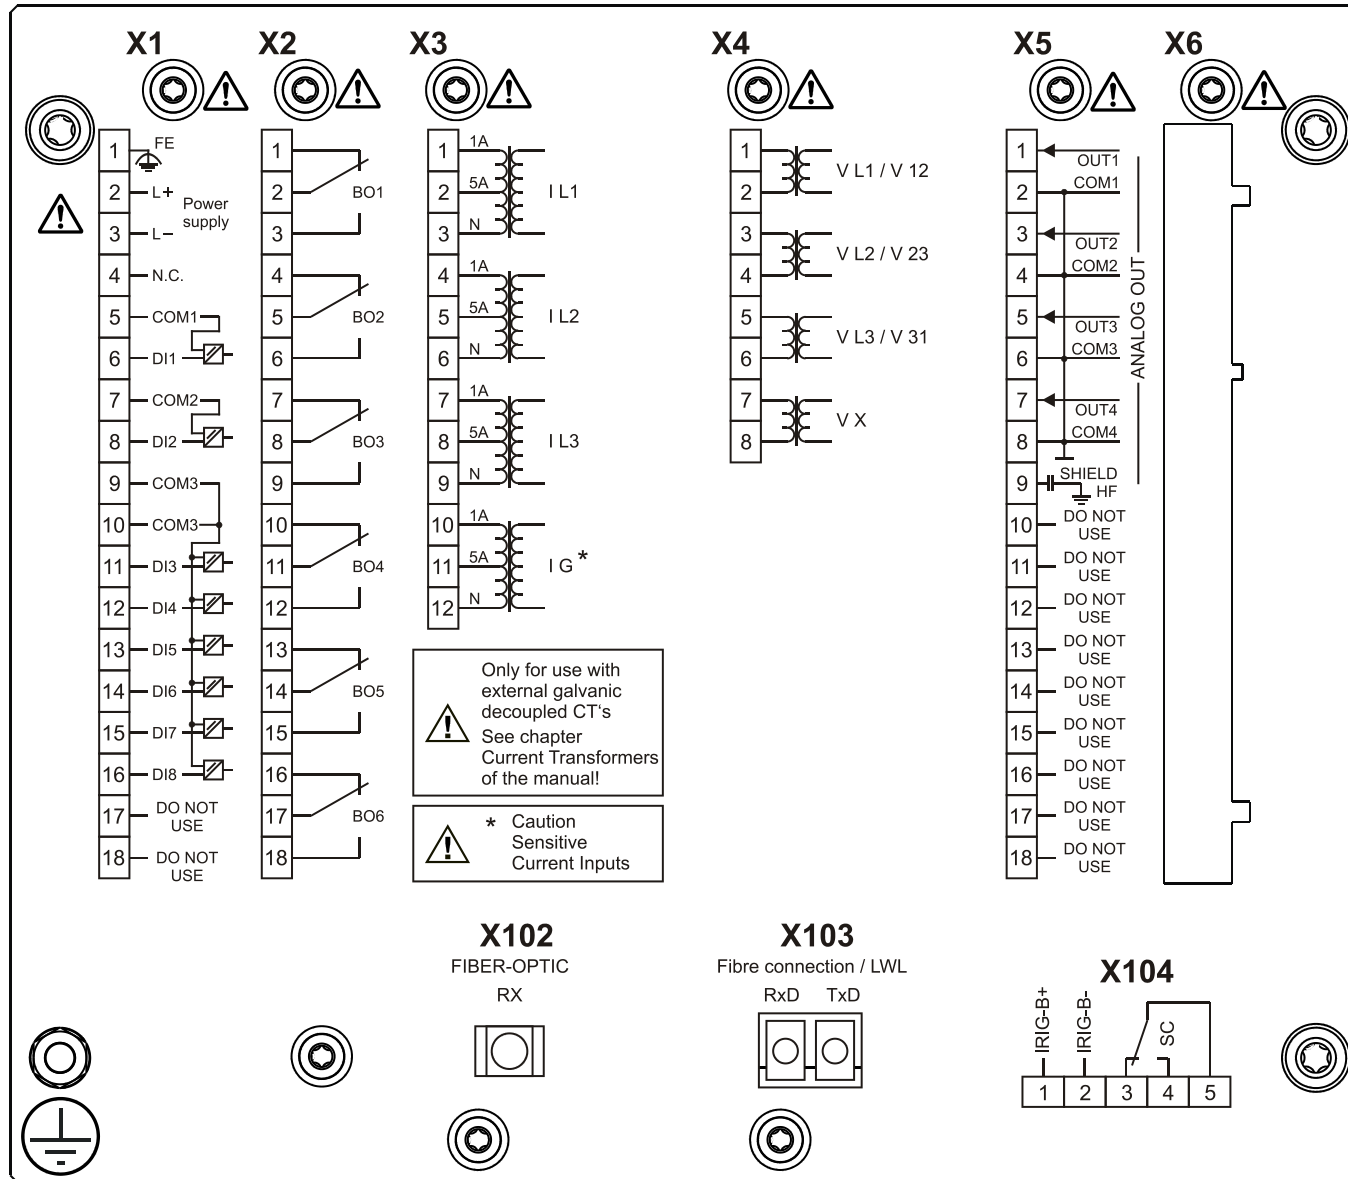 X1
X2
X3
X4
X5
X6
1 FE
2 L+
Power
supply
3 L−
4 N.C.
5 COM1
6 DI1
7 COM2
8 DI2
9 COM3
10 COM3
11 DI3
12 DI4
13 DI5
14 DI6
15 DI7
16 DI8
17 DO NOT
USE
18 DO NOT
USE
1
2 BO1
3
4
5 BO2
6
7
8 BO3
9
10
11 BO4
12
13
14 BO5
15
16
17 BO6
18
1 1A
2 5A I L1
3 N
4 1A
5 5A I L2
6 N
7 1A
8 5A I L3
9 N
10 1A
11 5A I G *
12 N
Only for use with
external galvanic
decoupled CT‘s
See chapter
Current Transformers
of the manual!
* Caution
Sensitive
Current Inputs
1
V L1 / V 12
2
3
V L2 / V 23
4
5
V L3 / V 31
6
7
V X
8
1 OUT1
2 COM1
3 OUT2
4 COM2
5 OUT3
6 COM3
7 OUT4
8 COM4
ANALOG OUT
9 SHIELD
HF
10 DO NOT
USE
11 DO NOT
USE
12 DO NOT
USE
13 DO NOT
USE
14 DO NOT
USE
15 DO NOT
USE
16 DO NOT
USE
17 DO NOT
USE
18 DO NOT
USE
X102
FIBER-OPTIC
RX
X103
Fibre connection / LWL
RxD TxD
X104
IRIG-B+
IRIG-B-
SC
1 2 3 4 5